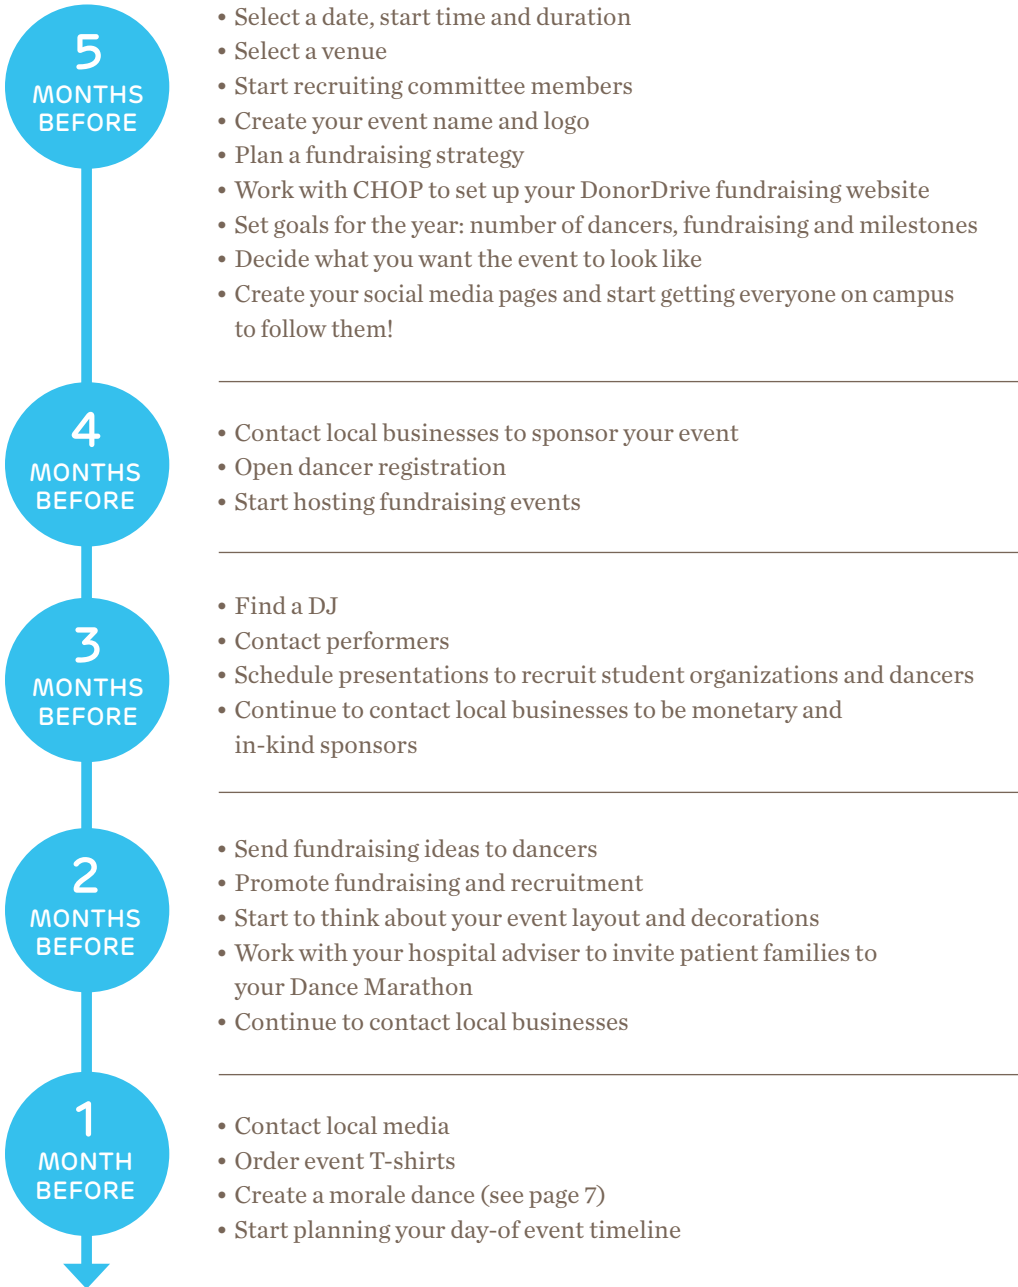 5
MONTHS
BEFORE
• Select a date, start time and duration
• Select a venue
• Start recruiting committee members
• Create your event name and logo
• Plan a fundraising strategy
• Work with CHOP to set up your DonorDrive fundraising website
• Set goals for the year: number of dancers, fundraising and milestones
• Decide what you want the event to look like
• Create your social media pages and start getting everyone on campus
to follow them!
4
MONTHS
BEFORE
• Contact local businesses to sponsor your event
• Open dancer registration
• Start hosting fundraising events
3
MONTHS
BEFORE
• Find a DJ
• Contact performers
• Schedule presentations to recruit student organizations and dancers
• Continue to contact local businesses to be monetary and
in-kind sponsors
2
MONTHS
BEFORE
• Send fundraising ideas to dancers
• Promote fundraising and recruitment
• Start to think about your event layout and decorations
• Work with your hospital adviser to invite patient families to
your Dance Marathon
• Continue to contact local businesses
1
MONTH
BEFORE
• Contact local media
• Order event T-shirts
• Create a morale dance (see page 7)
• Start planning your day-of event timeline